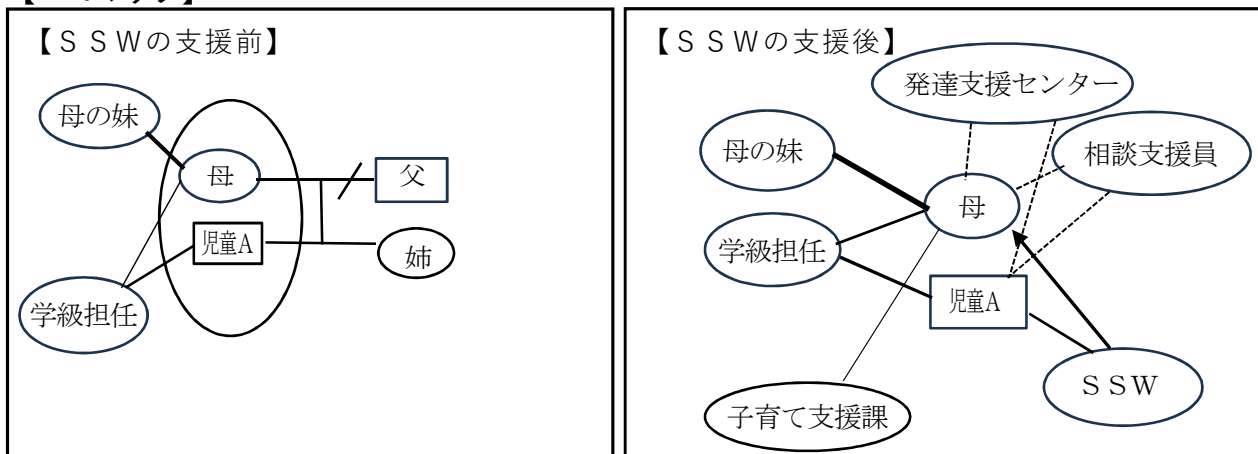 【ＳＳＷの支援前】
母の妹
母
父
児童A
姉
学級担任
【ＳＳＷの支援後】
発達支援センター
母の妹
相談支援員
母
学級担任
児童A
ＳＳＷ
子育て支援課